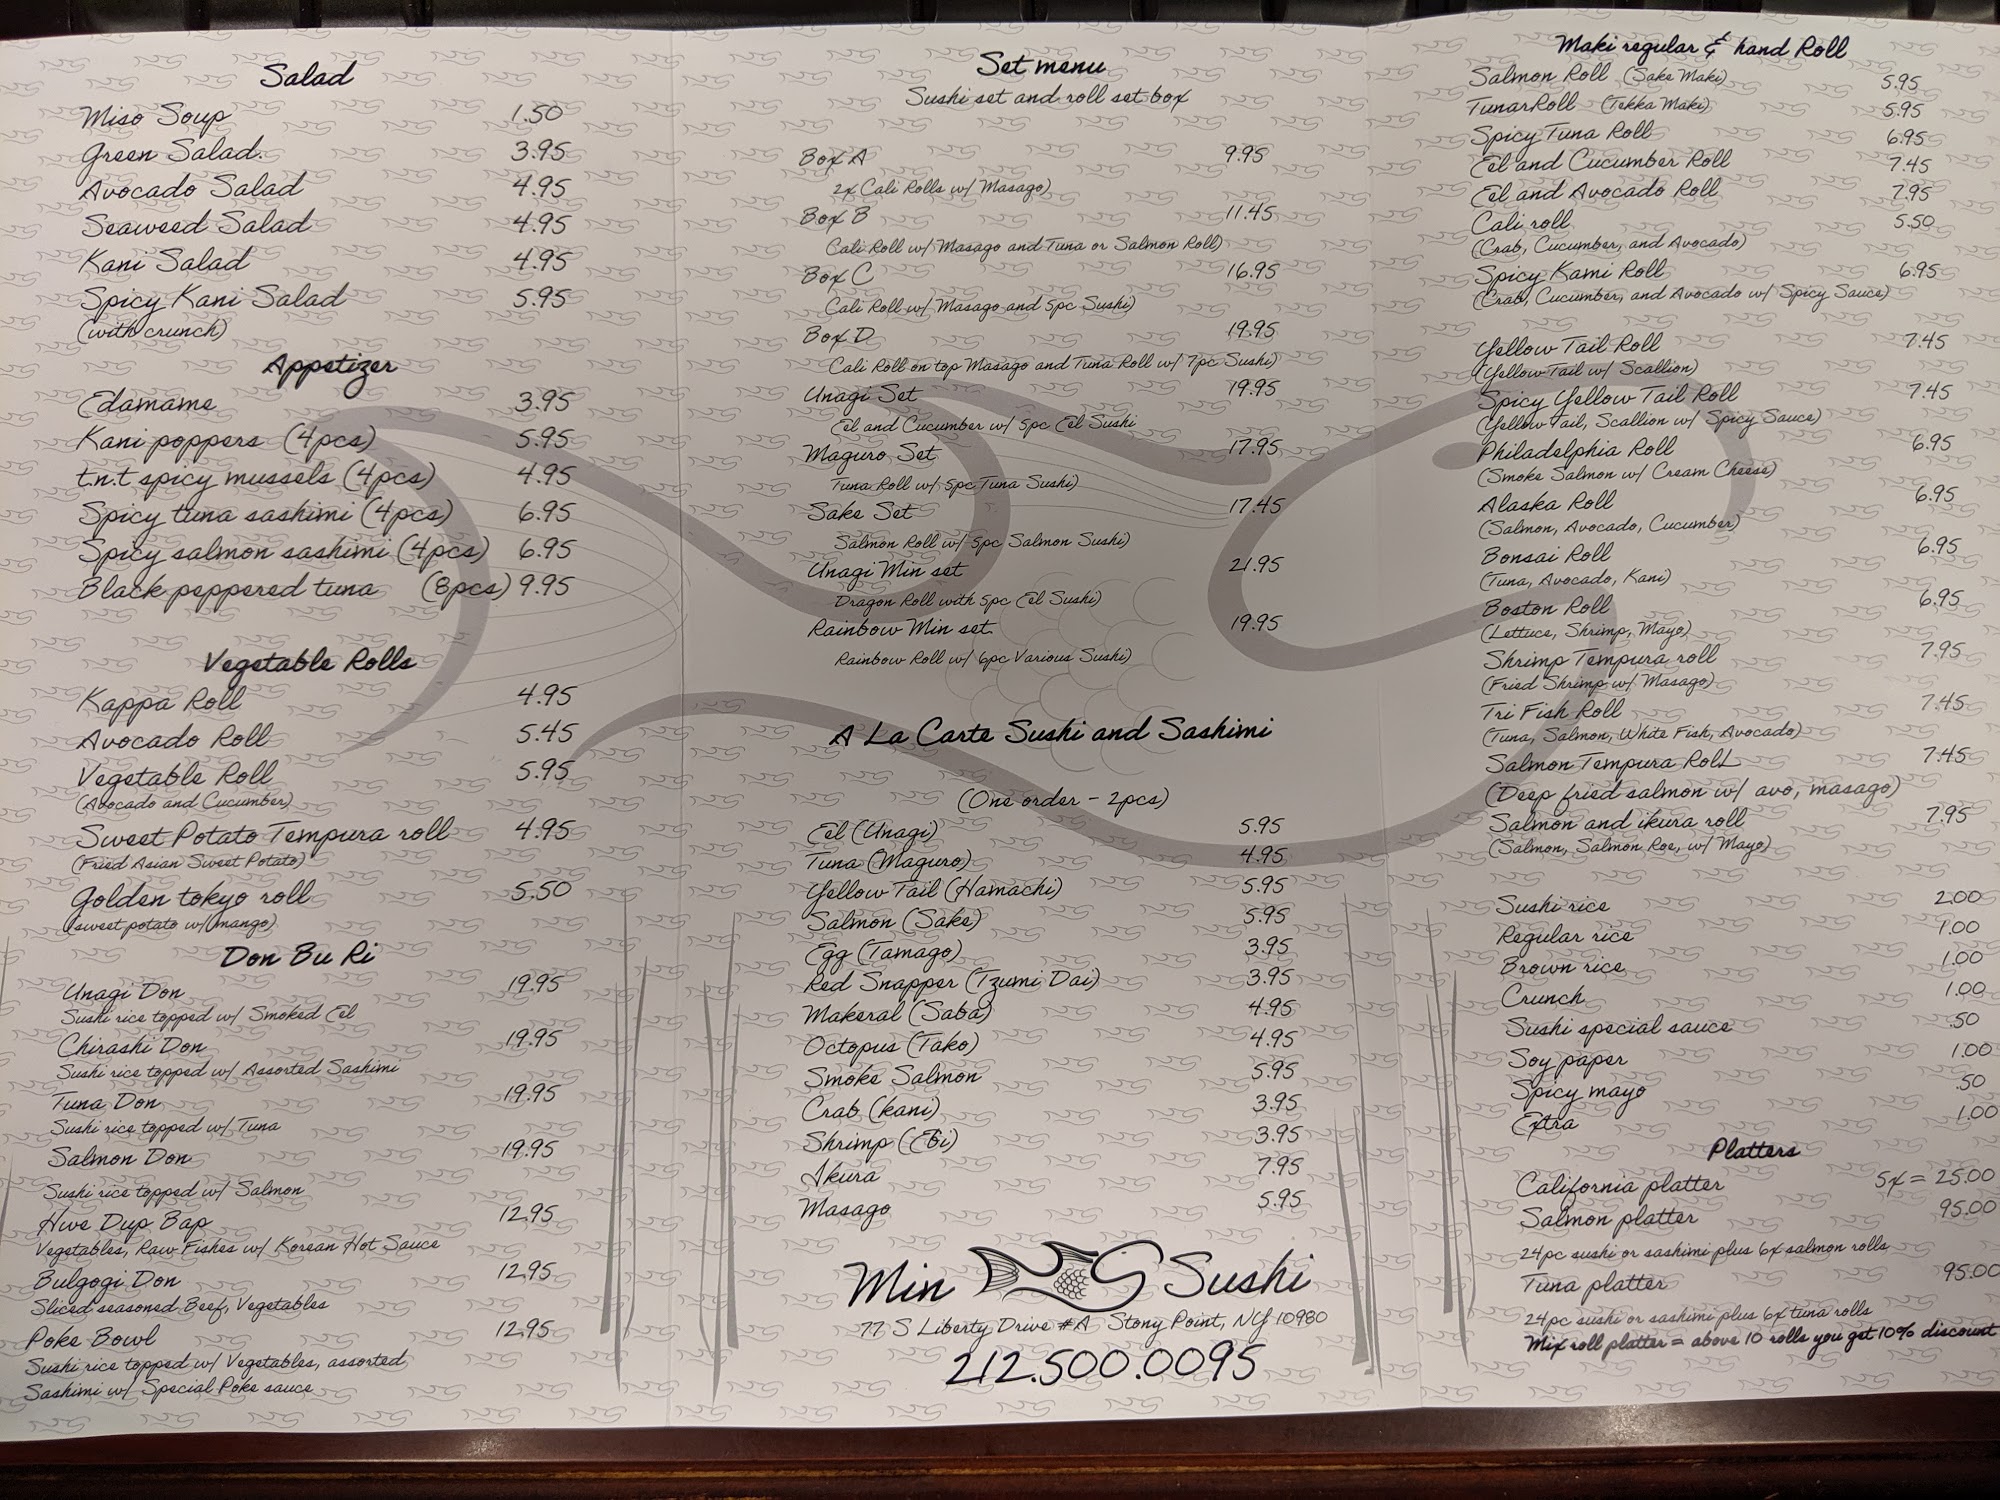 Salad
Miso Soup 1.50
Green Salad. 3.95
Avocado Salad 4.95
Seaweed Salad 4.95
Kani Salad 4.95
Spicy Kani Salad 5.95
(with crunch)
Appetizer
Edamame 3.95
Kani poppers (4pcs) 5.95
t.n.t spicy mussels (4pcs) 4.95
Spicy tuna sashimi (4pcs) 6.95
Spicy salmon sashimi (4pcs) 6.95
Black peppered tuna (8pcs) 9.95
Vegetable Rolls
Kappa Roll 4.95
Avocado Roll 5.45
Vegetable Roll 5.95
(Avocado and Cucumber)
Sweet Potato Tempura roll 4.95
(Fried Asian Sweet Potato)
Golden tokyo roll 5.50
(sweet potato w/ mango)
Don Bu Ri
Unagi Don 19.95
Sushi rice topped w/ Smoked Eel
Chirashi Don 19.95
Sushi rice topped w/ Assorted Sashimi
Tuna Don 19.95
Sushi rice topped w/ Tuna
Salmon Don 19.95
Sushi rice topped w/ Salmon
Hwe Dup Bap 12.95
Vegetables, Raw Fishes w/ Korean Hot Sauce
Bulgogi Don 12.95
Sliced seasoned Beef, Vegetables
Poke Bowl 12.95
Sushi rice topped w/ Vegetables, assorted
Sashimi w/ Special Poke sauce
Set menu
Sushi set and roll set box
Box A 9.95
2x Cali Rolls w/ Masago)
Box B 11.45
Cali Roll w/ Masago and Tuna or Salmon Roll)
Box C 16.95
Cali Roll w/ Masago and 5pc Sushi)
Box D 19.95
Cali Roll on top Masago and Tuna Roll w/ 7pc Sushi)
Unagi Set 19.95
Eel and Cucumber w/ 5pc Eel Sushi
Maguro Set 17.95
Tuna Roll w/ 5pc Tuna Sushi)
Sake Set 17.45
Salmon Roll w/ 5pc Salmon Sushi)
Unagi Min set 21.95
Dragon Roll with 5pc Eel Sushi)
Rainbow Min set 19.95
Rainbow Roll w/ 6pc Various Sushi)
A La Carte Sushi and Sashimi
(One order - 2pcs)
Eel (Unagi) 5.95
Tuna (Maguro) 4.95
Yellow Tail (Hamachi) 5.95
Salmon (Sake) 5.95
Egg (Tamago) 3.95
Red Snapper (Tzumi Dai) 3.95
Makeral (Saba) 4.95
Octopus (Tako) 4.95
Smoke Salmon 5.95
Crab (kani) 3.95
Shrimp (Ebi) 3.95
Ikura 7.95
Masago 5.95
Min Sushi
77 S Liberty Drive #A Stony Point, NY 10980
212.500.0095
Maki regular & hand Roll
Salmon Roll (Sake Maki) 5.95
TunarRoll (Tekka Maki) 5.95
Spicy Tuna Roll 6.95
Eel and Cucumber Roll 7.45
Eel and Avocado Roll 7.95
Cali roll 5.50
(Crab, Cucumber, and Avocado)
Spicy Kami Roll 6.95
(Crab, Cucumber, and Avocado w/ Spicy Sauce)
Yellow Tail Roll 7.45
(Yellow Tail w/ Scallion)
Spicy Yellow Tail Roll 7.45
(Yellow Tail, Scallion w/ Spicy Sauce)
Philadelphia Roll 6.95
(Smoke Salmon w/ Cream Cheese)
Alaska Roll 6.95
(Salmon, Avocado, Cucumber)
Bonsai Roll 6.95
(Tuna, Avocado, Kani)
Boston Roll 6.95
(Lettuce, Shrimp, Mayo)
Shrimp Tempura roll 7.95
(Fried Shrimp w/ Masago)
Tri Fish Roll 7.45
(Tuna, Salmon, White Fish, Avocado)
Salmon Tempura RolL 7.45
(Deep fried salmon w/ avo, masago)
Salmon and ikura roll 7.95
(Salmon, Salmon Roe, w/ Mayo)
Sushi rice 2.00
Regular rice 1.00
Brown rice 1.00
Crunch 1.00
Sushi special sauce .50
Soy paper 1.00
Spicy mayo .50
Extra 1.00
Platters
California platter 5x = 25.00
Salmon platter 95.00
24pc sushi or sashimi plus 6x salmon rolls
Tuna platter 95.00
24pc sushi or sashimi plus 6x tuna rolls
Mix roll platter = above 10 rolls you get 10% discount